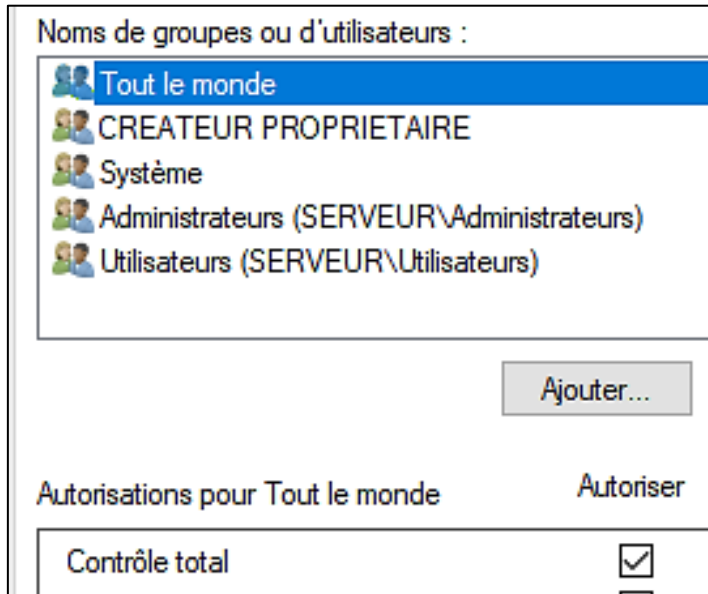 Noms de groupes ou d'utilisateurs :
Tout le monde
CREATEUR PROPRIETAIRE
Système
Administrateurs (SERVEUR\Administrateurs)
Utilisateurs (SERVEUR\Utilisateurs)
Ajouter...
Autorisations pour Tout le monde Autoriser
Contrôle total